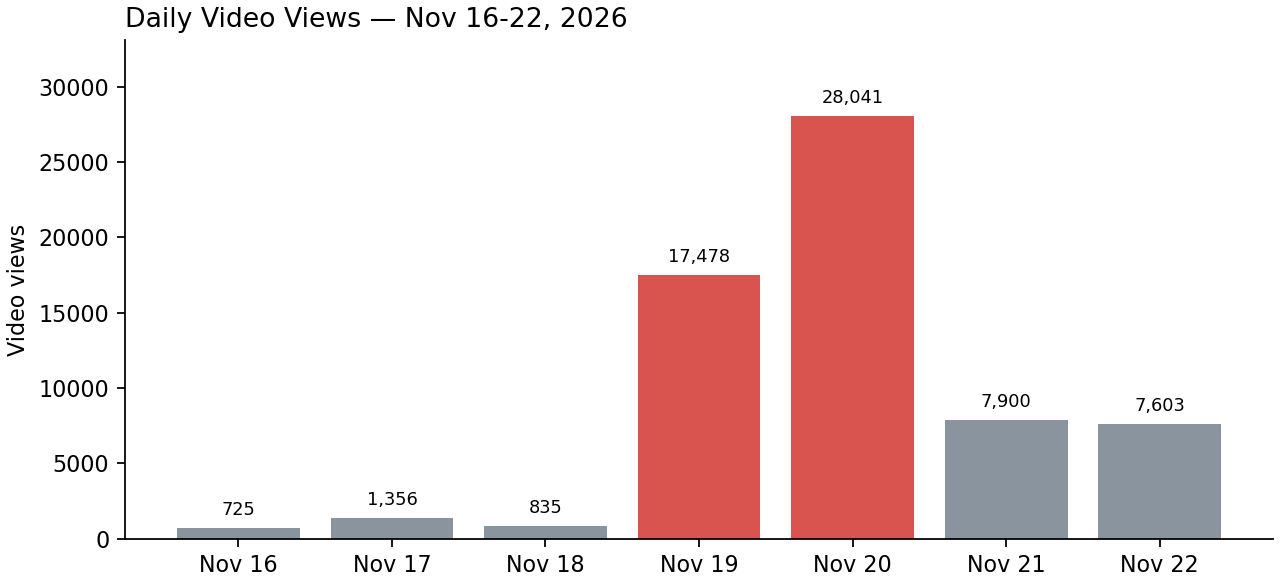 Daily Video Views — Nov 16-22, 2026
Video views
30000
25000
20000
15000
10000
5000
0
725
1,356
835
17,478
28,041
7,900
7,603
Nov 16
Nov 17
Nov 18
Nov 19
Nov 20
Nov 21
Nov 22